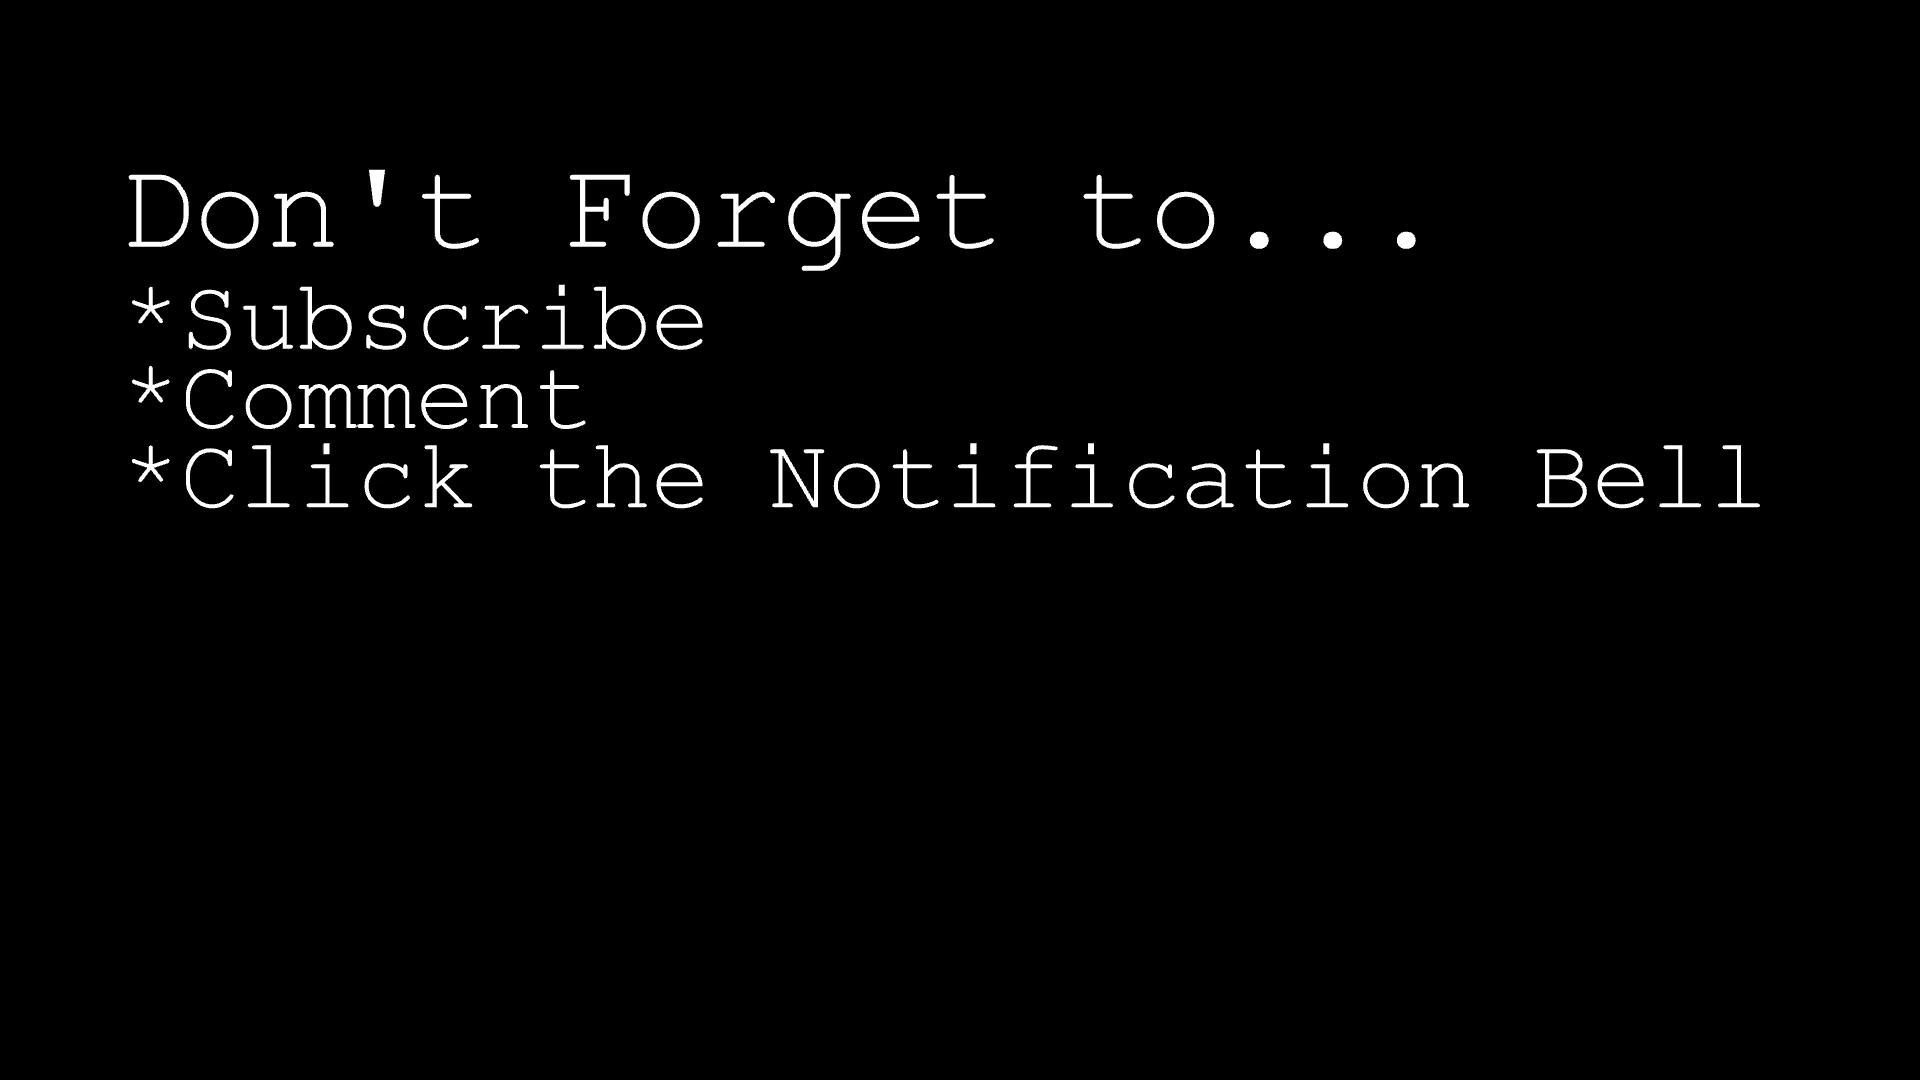 Don't Forget to...
*Subscribe
*Comment
*Click the Notification Bell